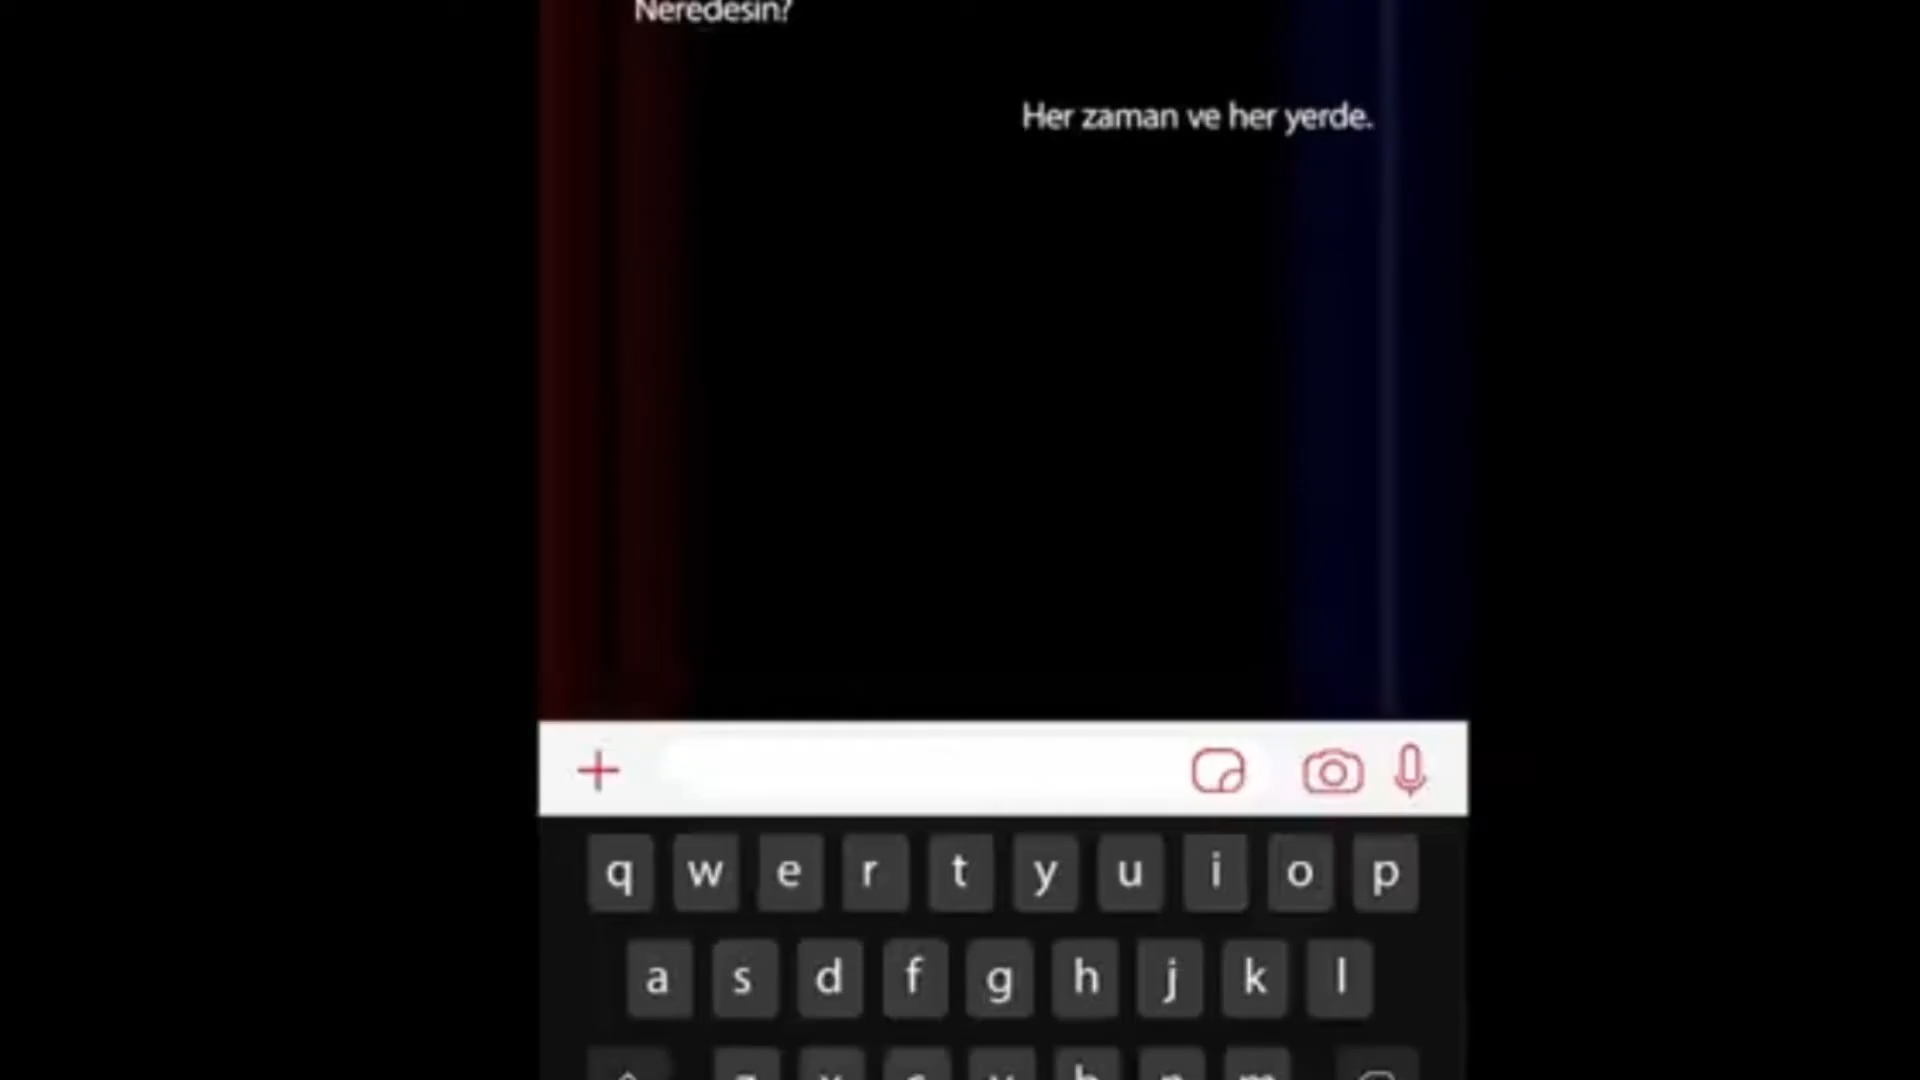 Neredesin?
Her zaman ve her yerde.
q w e r t y u i o p
a s d f g h j k l
z x c v b n m